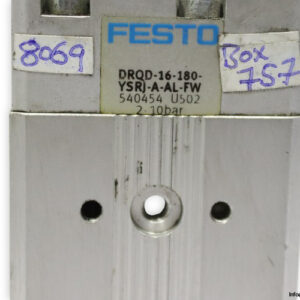 8069
FESTO
Box
757
DRQD-16-180-
YSRJ-A-AL-FW
540454 U502
2-10bar